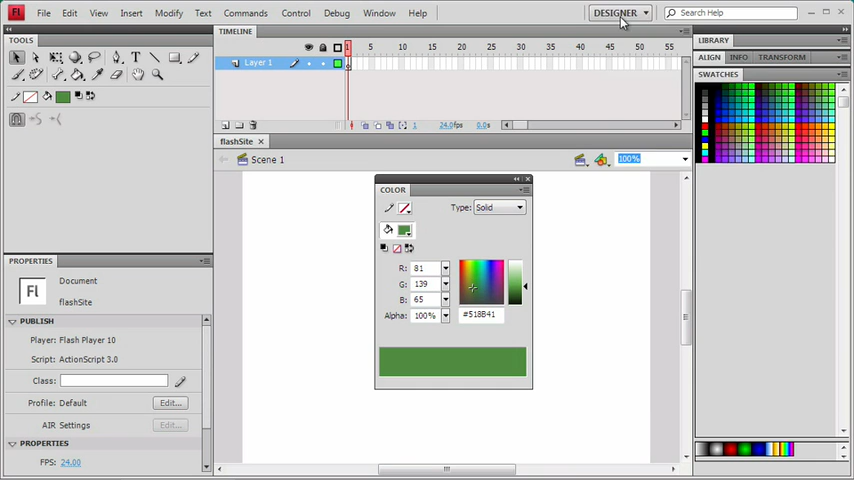 Fl File Edit View Insert Modify Text Commands Control Debug Window Help DESIGNER Search Help
TOOLS
TIMELINE
LIBRARY
1 5 10 15 20 25 30 35 40 45 50 55
Layer 1
ALIGN INFO TRANSFORM
SWATCHES
1 24.0fps 0.0s
flashSite
Scene 1
100%
COLOR
Type: Solid
R: 81
G: 139
B: 65
Alpha: 100%
#518B41
PROPERTIES
Fl
Document
flashSite
PUBLISH
Player: Flash Player 10
Script: ActionScript 3.0
Class:
Profile: Default Edit...
AIR Settings Edit...
PROPERTIES
FPS: 24.00